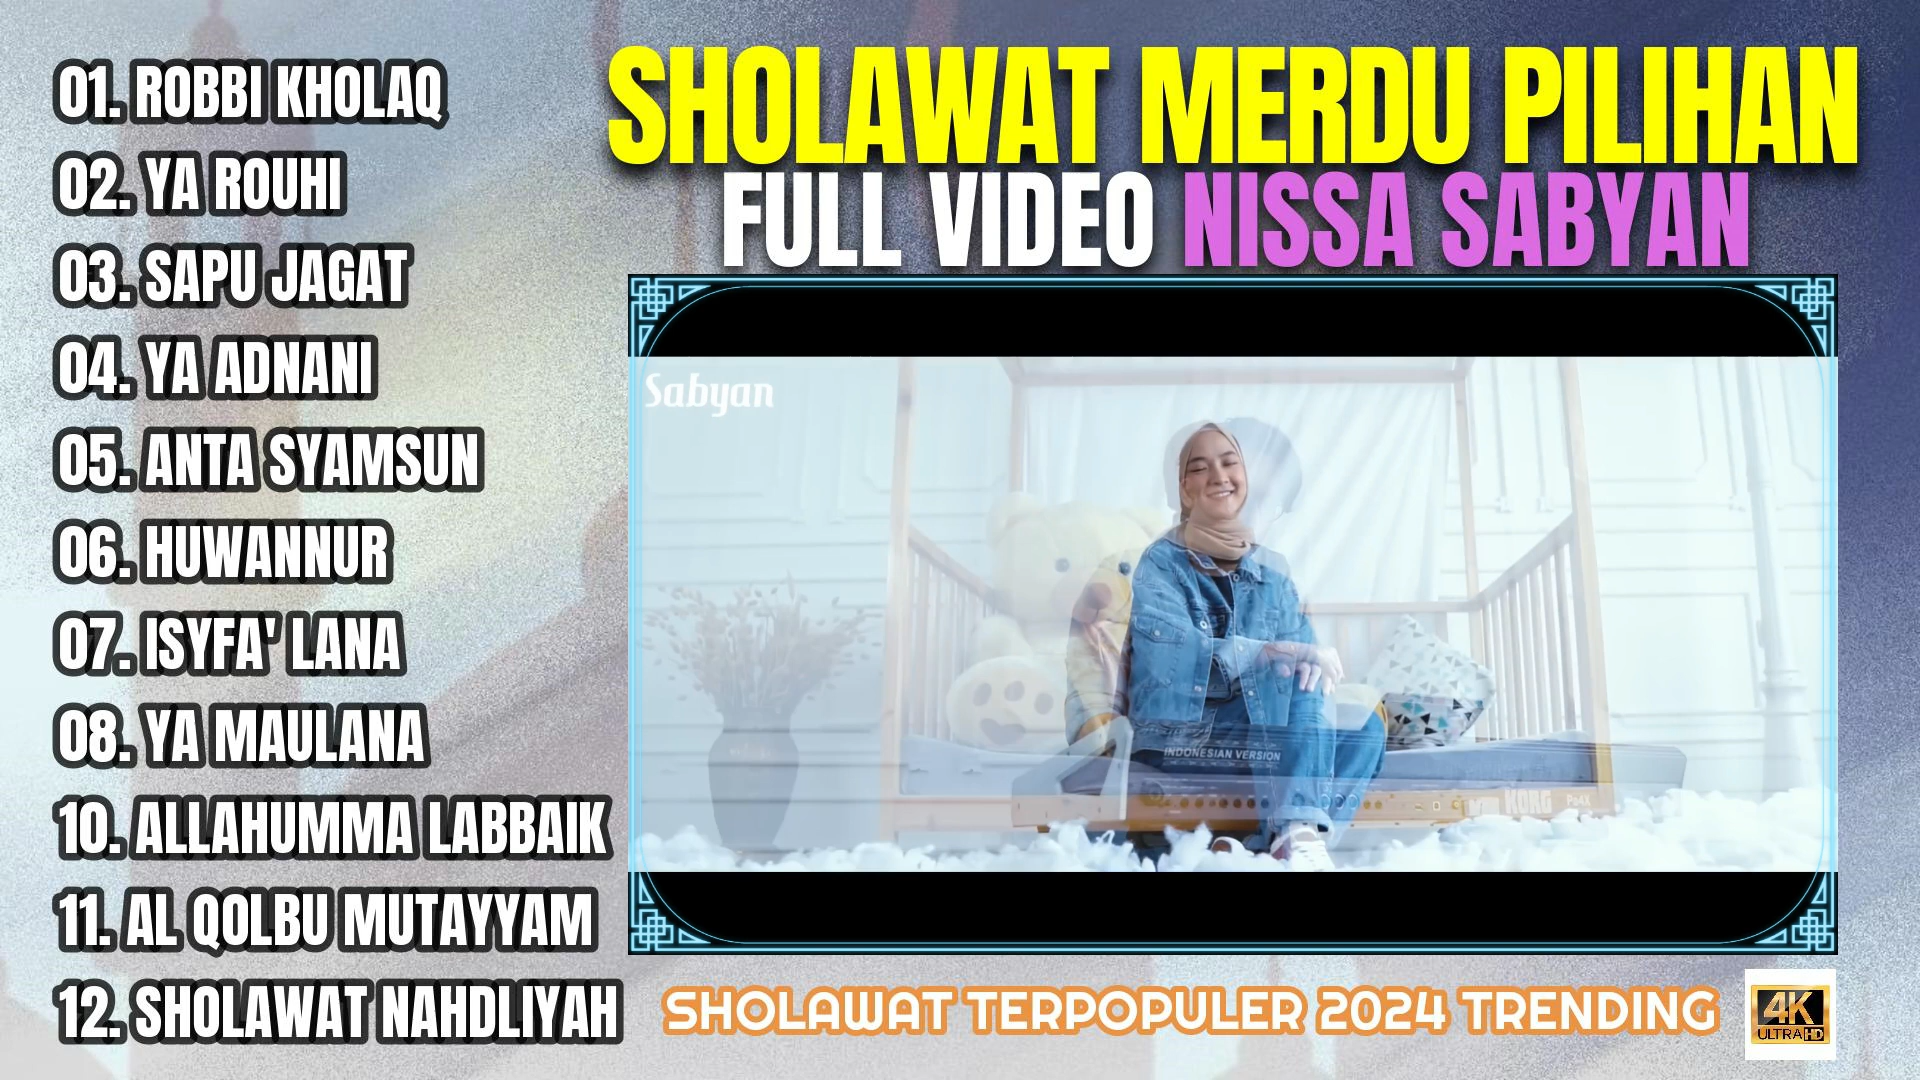 01. ROBBI KHOLAQ
02. YA ROUHI
03. SAPU JAGAT
04. YA ADNANI
05. ANTA SYAMSUN
06. HUWANNUR
07. ISYFA' LANA
08. YA MAULANA
10. ALLAHUMMA LABBAIK
11. AL QOLBU MUTAYYAM
12. SHOLAWAT NAHDLIYAH
SHOLAWAT MERDU PILIHAN
FULL VIDEO NISSA SABYAN
Sabyan
INDONESIAN VERSION
KORG Pa4X
SHOLAWAT TERPOPULER 2024 TRENDING
4K
ULTRA HD